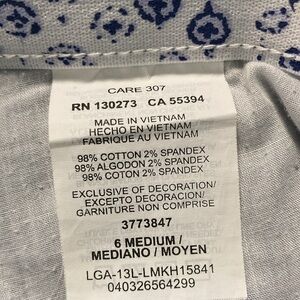 CARE 307
RN 130273 CA 55394
MADE IN VIETNAM
HECHO EN VIETNAM
FABRIQUE AU VIETNAM
98% COTTON 2% SPANDEX
98% ALGODON 2% SPANDEX
98% COTON 2% SPANDEX
EXCLUSIVE OF DECORATION/
EXCEPTO DECORACION/
GARNITURE NON COMPRISE
3773847
6 MEDIUM /
MEDIANO / MOYEN
LGA-13L-LMKH15841
040326564299